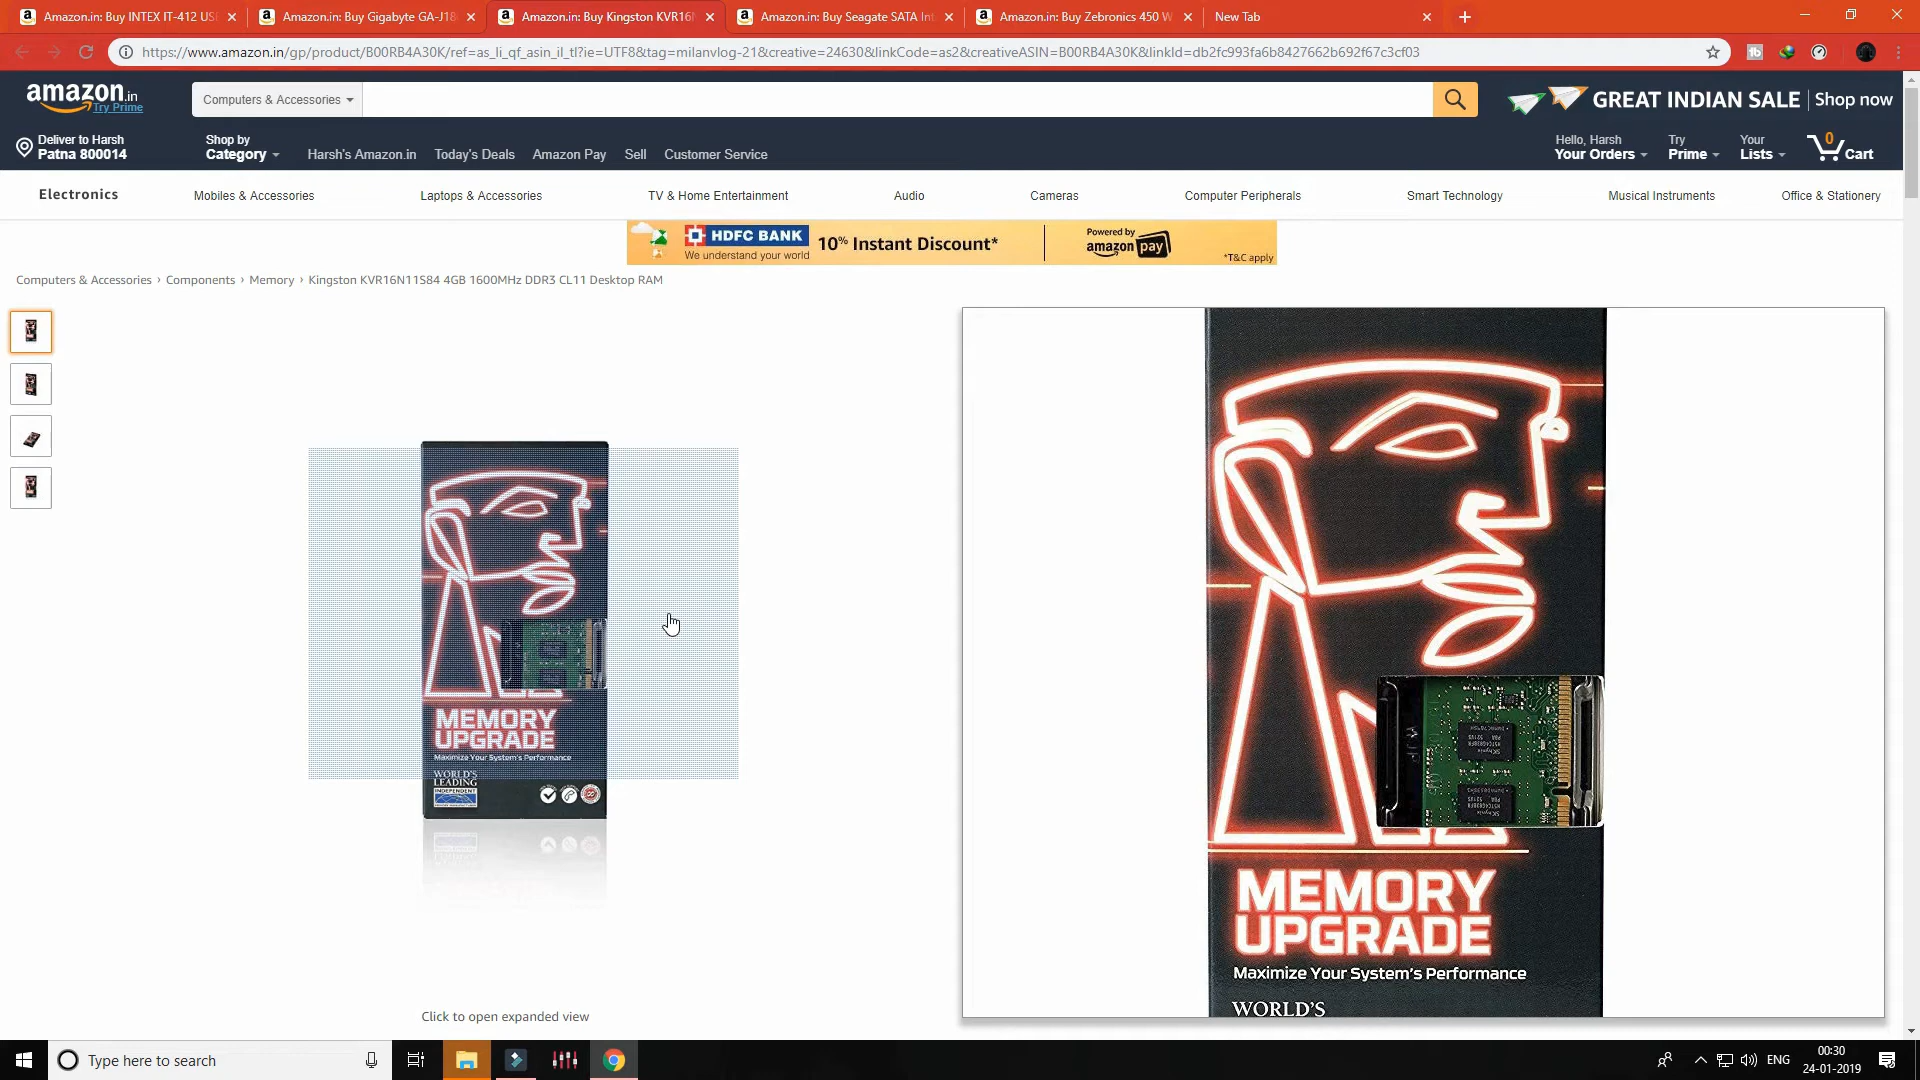 Amazon.in: Buy INTEX IT-412 US
Amazon.in: Buy Gigabyte GA-J18
Amazon.in: Buy Kingston KVR16N
Amazon.in: Buy Seagate SATA Int
Amazon.in: Buy Zebronics 450 W
New Tab
https://www.amazon.in/gp/product/B00RB4A30K/ref=as_li_qf_asin_il_tl?ie=UTF8&tag=milanvlog-21&creative=24630&linkCode=as2&creativeASIN=B00RB4A30K&linkId=db2fc993fa6b8427662b692f67c3cf03
amazon.in
Try Prime
Computers & Accessories
GREAT INDIAN SALE | Shop now
Deliver to Harsh
Patna 800014
Shop by
Category
Harsh's Amazon.in
Today's Deals
Amazon Pay
Sell
Customer Service
Hello, Harsh
Your Orders
Try
Prime
Your
Lists
0
Cart
Electronics
Mobiles & Accessories
Laptops & Accessories
TV & Home Entertainment
Audio
Cameras
Computer Peripherals
Smart Technology
Musical Instruments
Office & Stationery
HDFC BANK
We understand your world
10% Instant Discount*
Powered by
amazon pay
*T&C apply
Computers & Accessories › Components › Memory › Kingston KVR16N11S84 4GB 1600MHz DDR3 CL11 Desktop RAM
MEMORY
UPGRADE
Maximize Your System's Performance
WORLD'S
LEADING
INDEPENDENT
MEMORY
UPGRADE
Maximize Your System's Performance
WORLD'S
Click to open expanded view
Type here to search
ENG
00:30
24-01-2019